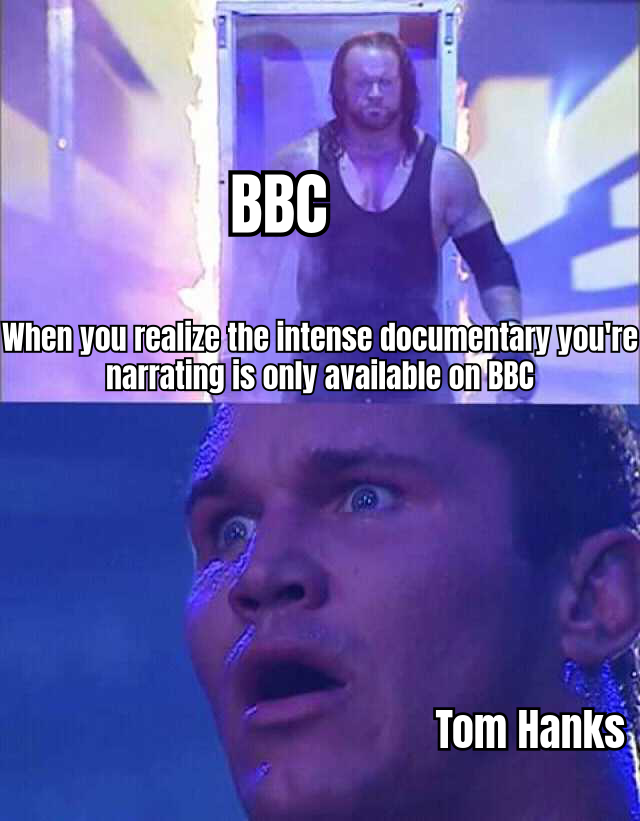 BBC
When you realize the intense documentary you're
narrating is only available on BBC
Tom Hanks